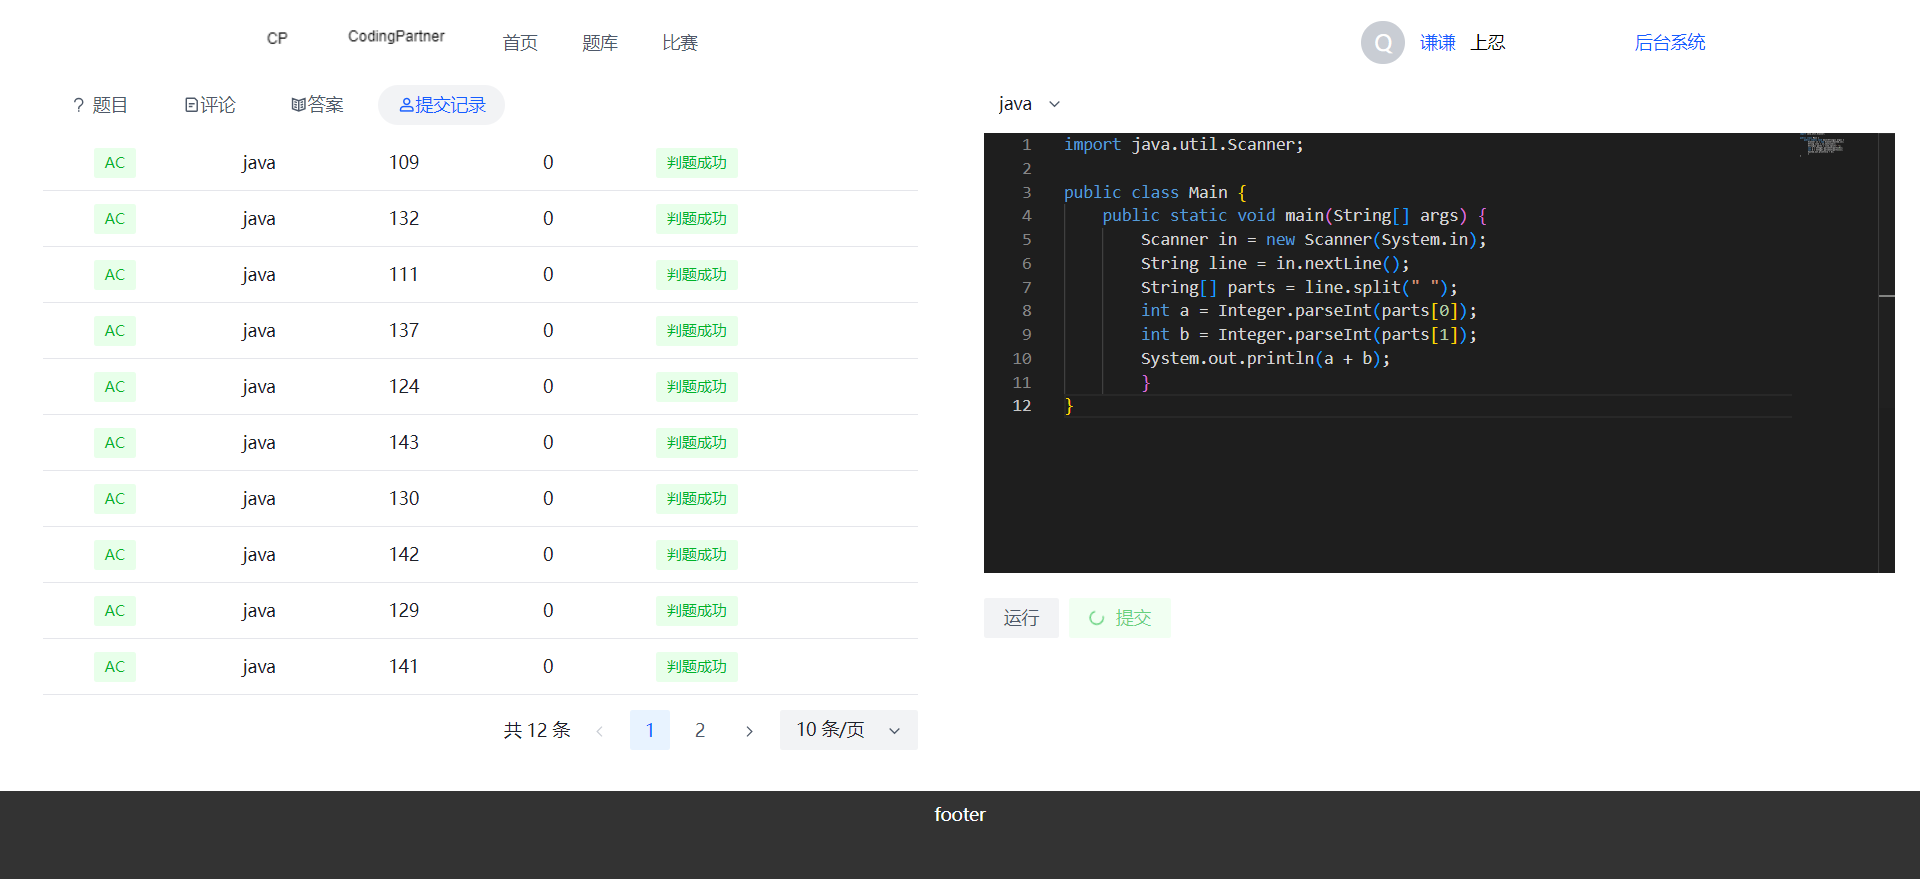 CP CodingPartner 首页 题库 比赛 Q 谦谦 上忍 后台系统
? 题目 评论 答案 提交记录
AC java 109 0 判题成功
AC java 132 0 判题成功
AC java 111 0 判题成功
AC java 137 0 判题成功
AC java 124 0 判题成功
AC java 143 0 判题成功
AC java 130 0 判题成功
AC java 142 0 判题成功
AC java 129 0 判题成功
AC java 141 0 判题成功
共 12 条 1 2 10 条/页
java
1 import java.util.Scanner;
2
3 public class Main {
4     public static void main(String[] args) {
5         Scanner in = new Scanner(System.in);
6         String line = in.nextLine();
7         String[] parts = line.split(" ");
8         int a = Integer.parseInt(parts[0]);
9         int b = Integer.parseInt(parts[1]);
10         System.out.println(a + b);
11         }
12 }
运行 提交
footer